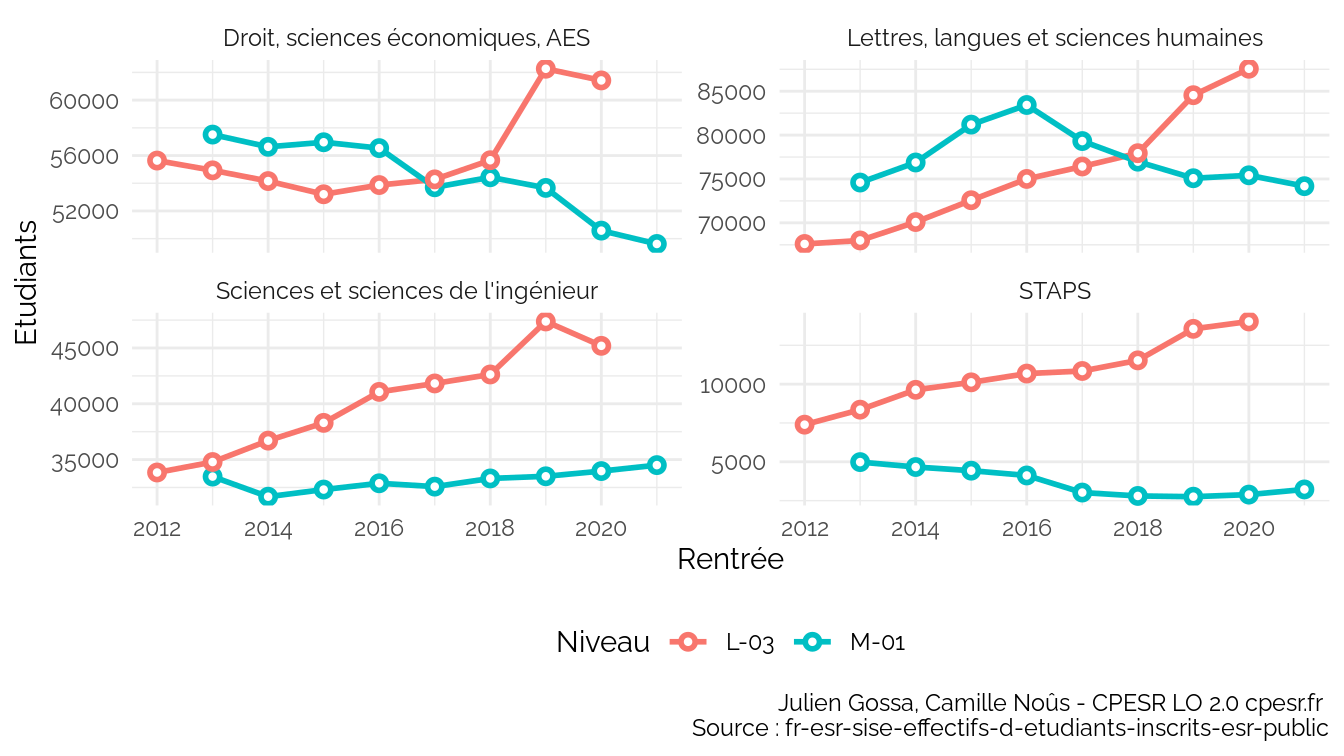 Droit, sciences économiques, AES
Lettres, langues et sciences humaines
60000
56000
52000
85000
80000
75000
70000
Etudiants
Sciences et sciences de l'ingénieur
STAPS
45000
40000
35000
10000
5000
2012 2014 2016 2018 2020
2012 2014 2016 2018 2020
Rentrée
Niveau L-03 M-01
Julien Gossa, Camille Noûs - CPESR LO 2.0 cpesr.fr
Source : fr-esr-sise-effectifs-d-etudiants-inscrits-esr-public